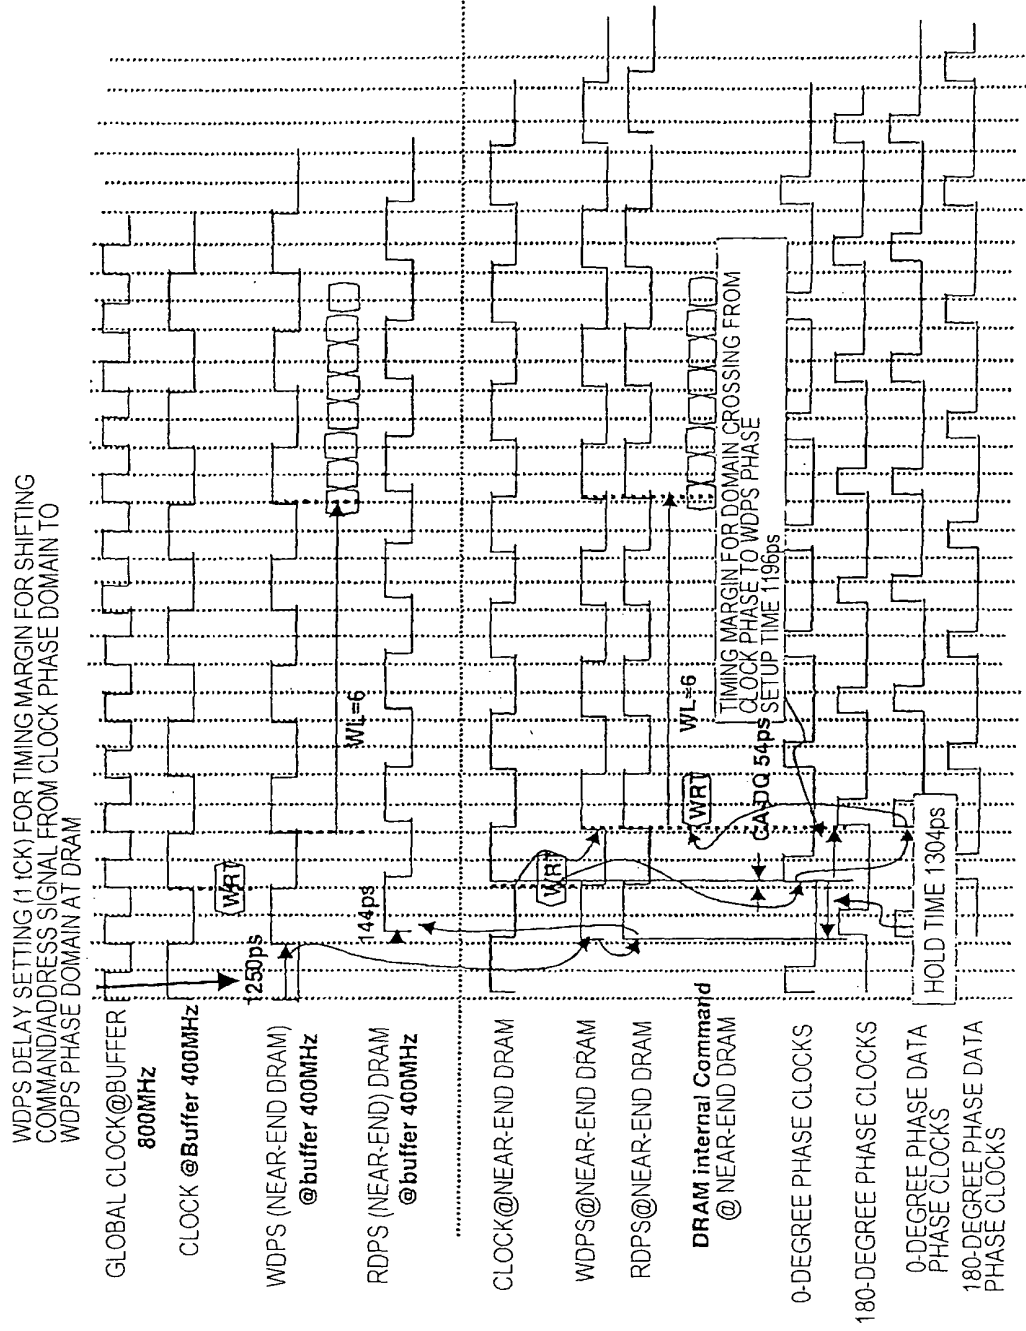 WDPS DELAY SETTING (1 tCK) FOR TIMING MARGIN FOR SHIFTING
COMMAND/ADDRESS SIGNAL FROM CLOCK PHASE DOMAIN TO
WDPS PHASE DOMAIN AT DRAM
GLOBAL CLOCK@BUFFER
800MHz
CLOCK @Buffer 400MHz
WRT
1250ps
WDPS (NEAR-END DRAM)
@buffer 400MHz
WL=6
144ps
RDPS (NEAR-END) DRAM
@buffer 400MHz
CLOCK@NEAR-END DRAM
WRT
WDPS@NEAR-END DRAM
RDPS@NEAR-END DRAM
WL=6
DRAM internal Command
@ NEAR-END DRAM
WRT
TIMING MARGIN FOR DOMAIN CROSSING FROM
CLOCK PHASE TO WDPS PHASE
SETUP TIME 1196ps
CA-DQ 54ps
0-DEGREE PHASE CLOCKS
180-DEGREE PHASE CLOCKS
HOLD TIME 1304ps
0-DEGREE PHASE DATA
PHASE CLOCKS
180-DEGREE PHASE DATA
PHASE CLOCKS